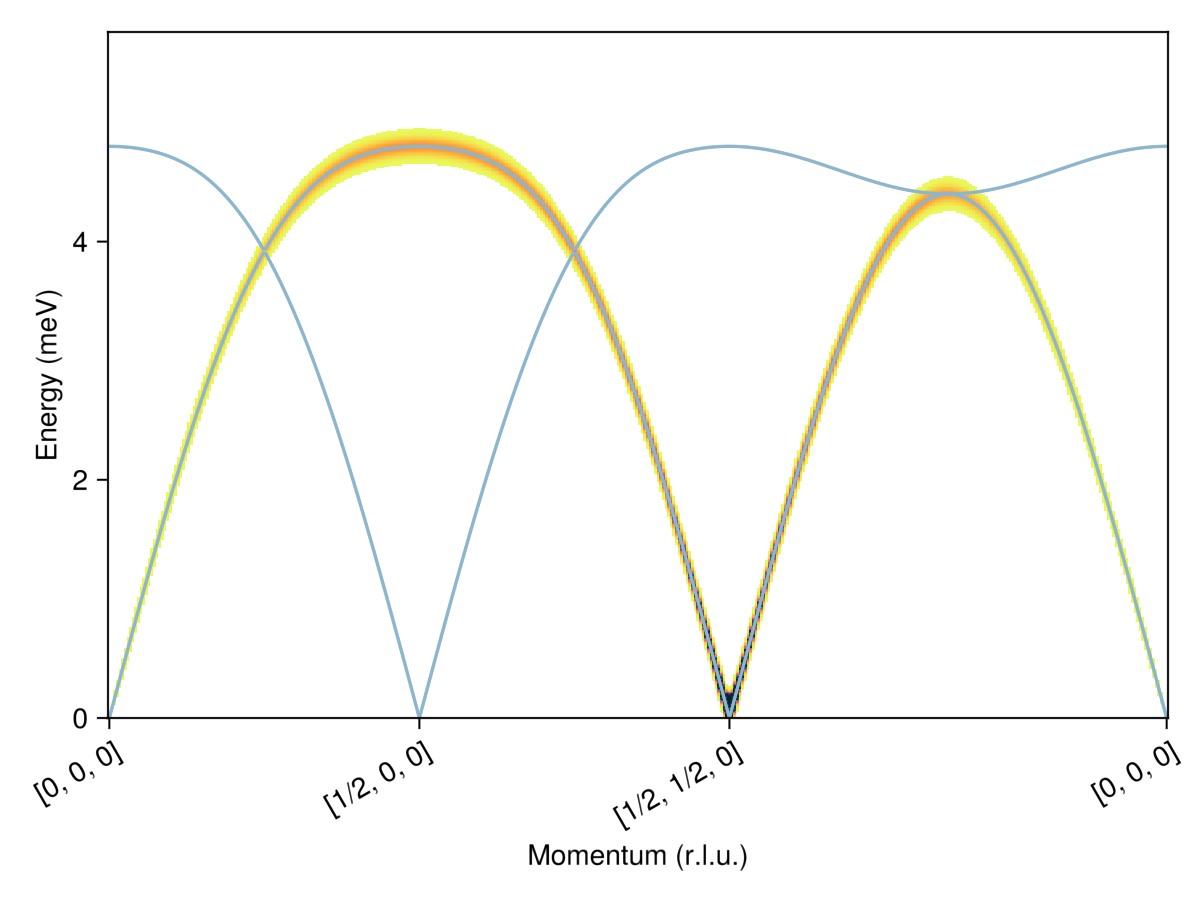 Energy (meV)
4
2
0
[0, 0, 0]
[1/2, 0, 0]
[1/2, 1/2, 0]
[0, 0, 0]
Momentum (r.l.u.)